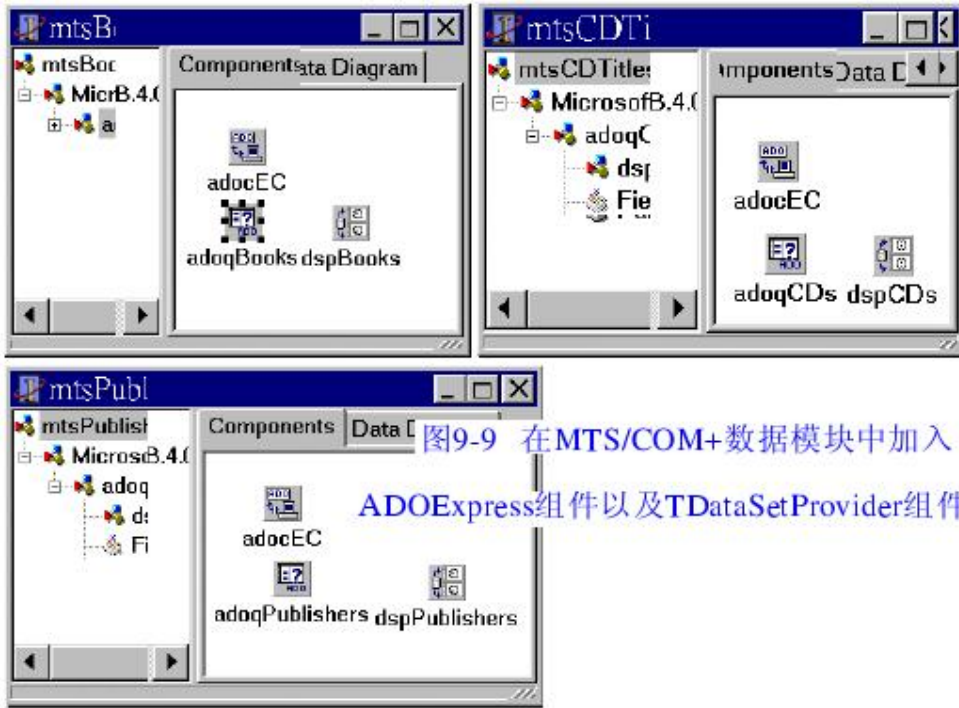 mtsB
mtsBoc
MicrB.4.0
a
Components ata Diagram
adocEC
adoqBooks dspBooks
mtsCDTi
mtsCDTitles
MicrosofB.4.0
adoqC
dsp
Fie
mponents Data D
adocEC
adoqCDs dspCDs
mtsPubl
mtsPublish
MicrosB.4.0
adoq
ds
Fi
Components Data D
adocEC
adoqPublishers dspPublishers
图9-9 在MTS/COM+数据模块中加入
ADOExpress组件以及TDataSetProvider组件